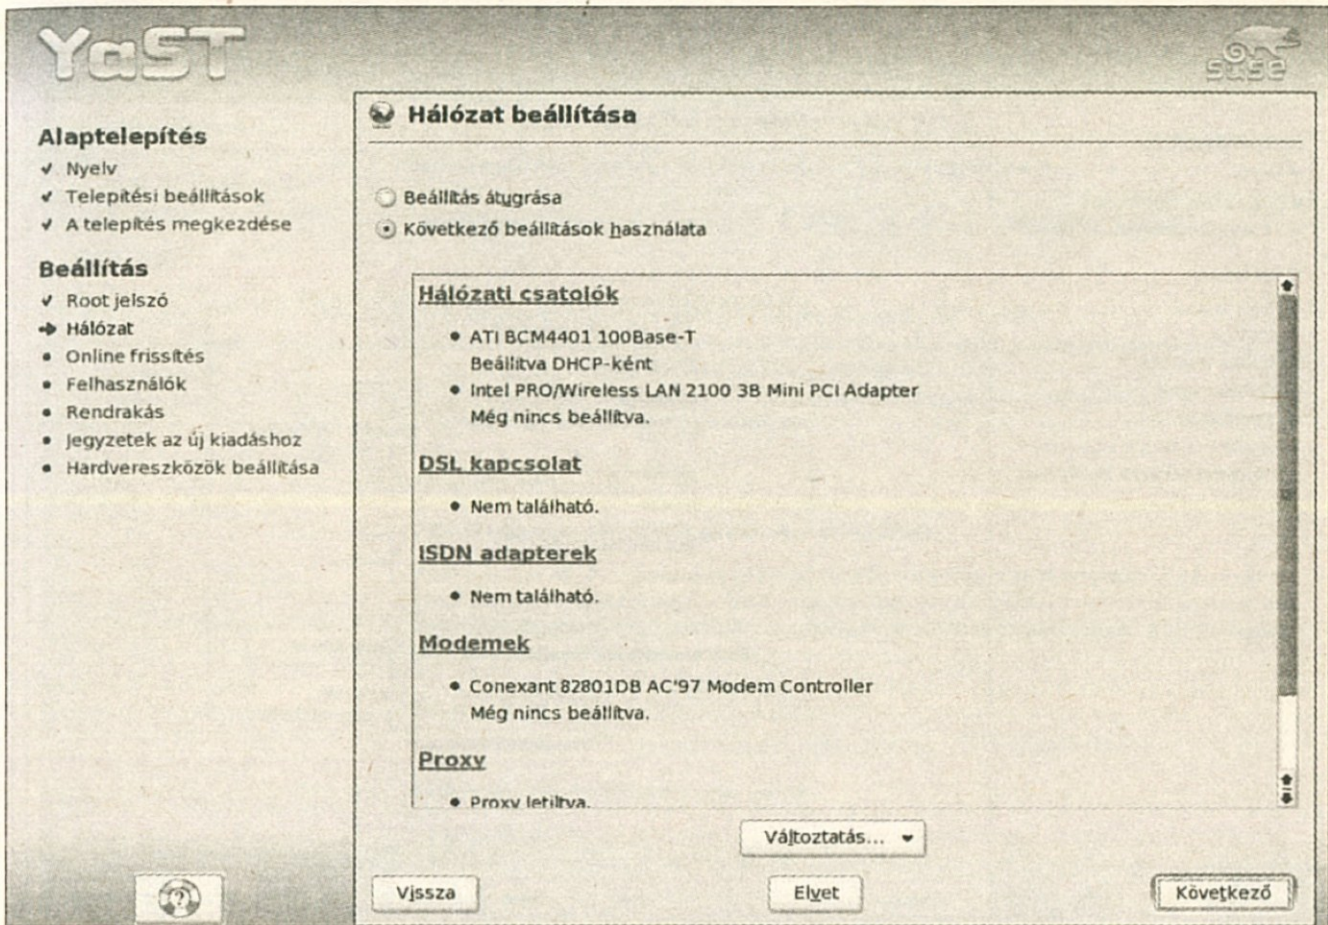 YaST
suse
Alaptelepítés
Nyelv
Telepítési beállítások
A telepítés megkezdése
Beállítás
Root jelszó
Hálózat
Online frissítés
Felhasználók
Rendrakás
Jegyzetek az új kiadáshoz
Hardvereszközök beállítása
Hálózat beállítása
Beállítás átugrása
Következő beállítások használata
Hálózati csatolók
ATI BCM4401 100Base-T
Beállítva DHCP-ként
Intel PRO/Wireless LAN 2100 3B Mini PCI Adapter
Még nincs beállítva.
DSL kapcsolat
Nem található.
ISDN adapterek
Nem található.
Modemek
Conexant 82801DB AC'97 Modem Controller
Még nincs beállítva.
Proxy
Proxy letiltva.
Változtatás...
?
Vissza
Elvet
Következő